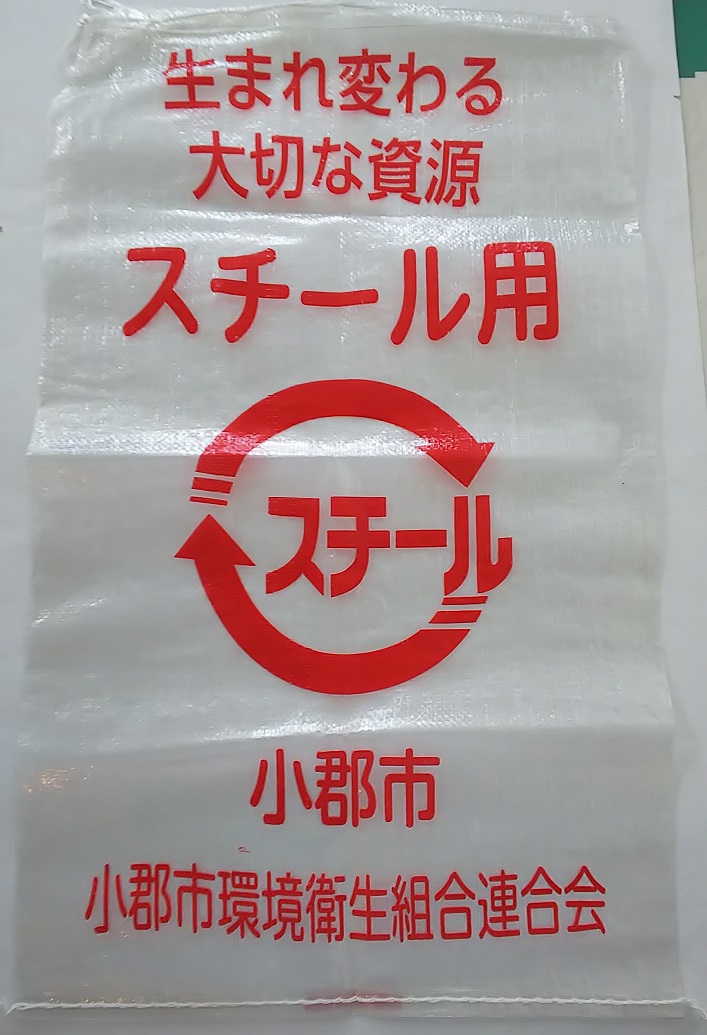 生まれ変わる
大切な資源
スチール用
スチール
小郡市
小郡市環境衛生組合連合会